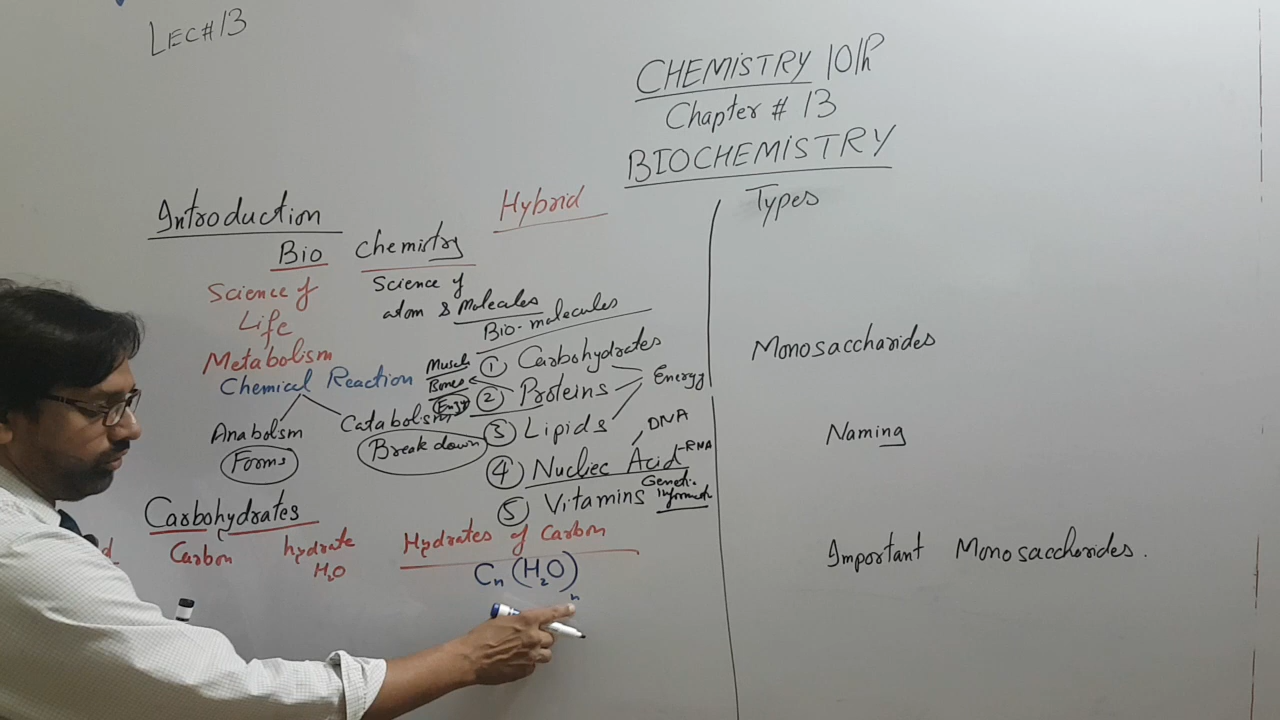 LEC#13
CHEMISTRY 10th
Chapter # 13
BIOCHEMISTRY
Introduction
Hybrid
Bio Chemistry
Science of
Life
Metabolism
Chemical Reaction
Anabolsm
Forms
Catabolism
Break down
Science of
atom & Molecules
Bio-molecules
① Carbohydrates
② Proteins
③ Lipids
④ Nucliec Acid
⑤ Vitamins
Energy
Muscle
Bones
DNA
RNA
Genetic
Carbohydrates
Carbon hydrate
H₂O
Hydrates of Carbon
Cn (H₂O)n
Types
Monosaccharides
Naming
Important Monosaccharides.